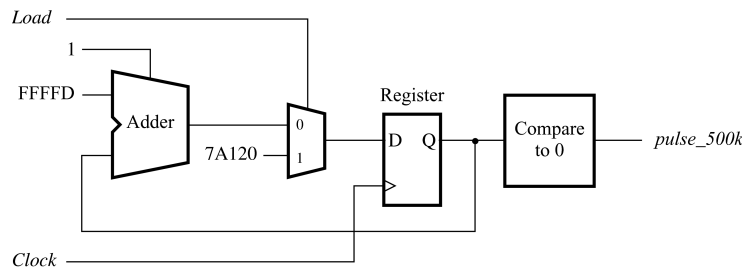 Load
1
FFFFD
Adder
7A120
0
1
Register
D Q
Compare
to 0
pulse_500k
Clock